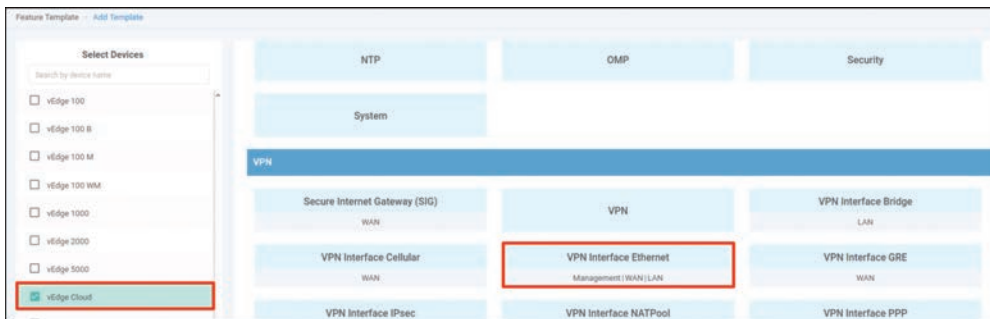 Feature Template
Add Template
Select Devices
Search by device name
vEdge 100
vEdge 100 B
vEdge 100 M
vEdge 100 WM
vEdge 1000
vEdge 2000
vEdge 5000
vEdge Cloud
NTP
OMP
Security
System
VPN
Secure Internet Gateway (SIG)
WAN
VPN
VPN Interface Bridge
LAN
VPN Interface Cellular
WAN
VPN Interface Ethernet
Management | WAN | LAN
VPN Interface GRE
WAN
VPN Interface IPsec
VPN Interface NATPool
VPN Interface PPP